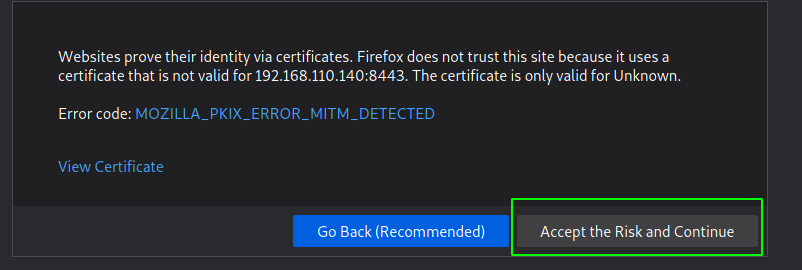 Websites prove their identity via certificates. Firefox does not trust this site because it uses a
certificate that is not valid for 192.168.110.140:8443. The certificate is only valid for Unknown.
Error code: MOZILLA_PKIX_ERROR_MITM_DETECTED
View Certificate
Go Back (Recommended) Accept the Risk and Continue